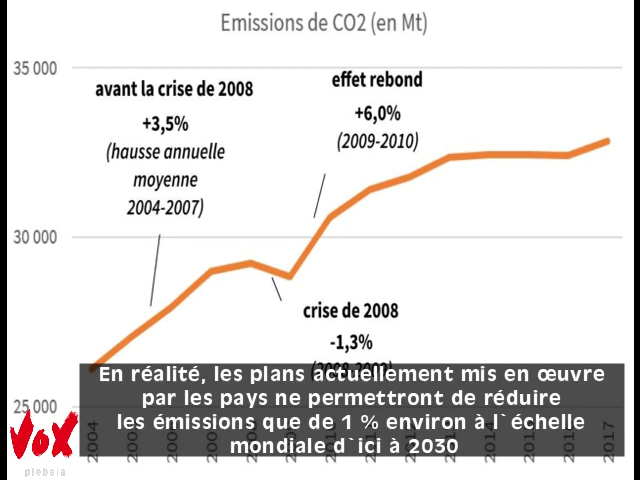 Emissions de CO2 (en Mt)
35 000
avant la crise de 2008
+3,5%
(hausse annuelle
moyenne
2004-2007)
effet rebond
+6,0%
(2009-2010)
30 000
crise de 2008
-1,3%
(2008-2009)
En réalité, les plans actuellement mis en œuvre
par les pays ne permettront de réduire
les émissions que de 1 % environ à l`échelle
mondiale d`ici à 2030
25 000
2004
2017
VOX
pleboia